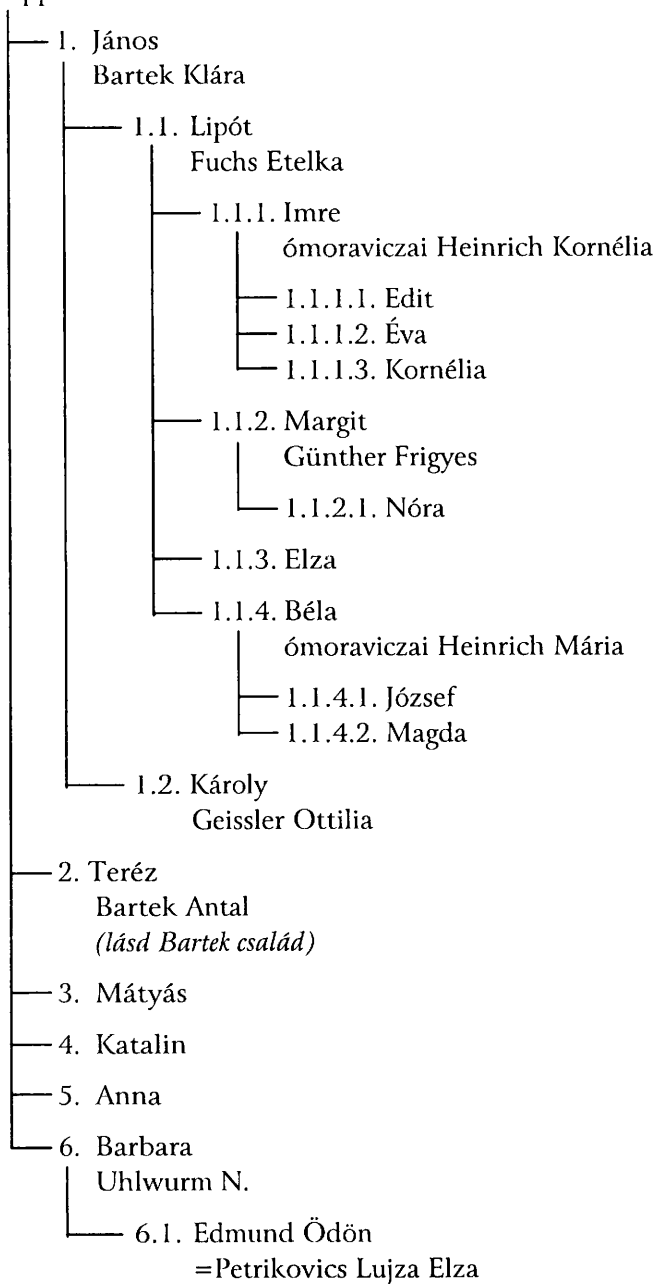 1. János
Bartek Klára
1.1. Lipót
Fuchs Etelka
1.1.1. Imre
ómoraviczai Heinrich Kornélia
1.1.1.1. Edit
1.1.1.2. Éva
1.1.1.3. Kornélia
1.1.2. Margit
Günther Frigyes
1.1.2.1. Nóra
1.1.3. Elza
1.1.4. Béla
ómoraviczai Heinrich Mária
1.1.4.1. József
1.1.4.2. Magda
1.2. Károly
Geissler Ottilia
2. Teréz
Bartek Antal
(lásd Bartek család)
3. Mátyás
4. Katalin
5. Anna
6. Barbara
Uhlwurm N.
6.1. Edmund Ödön
=Petrikovics Lujza Elza